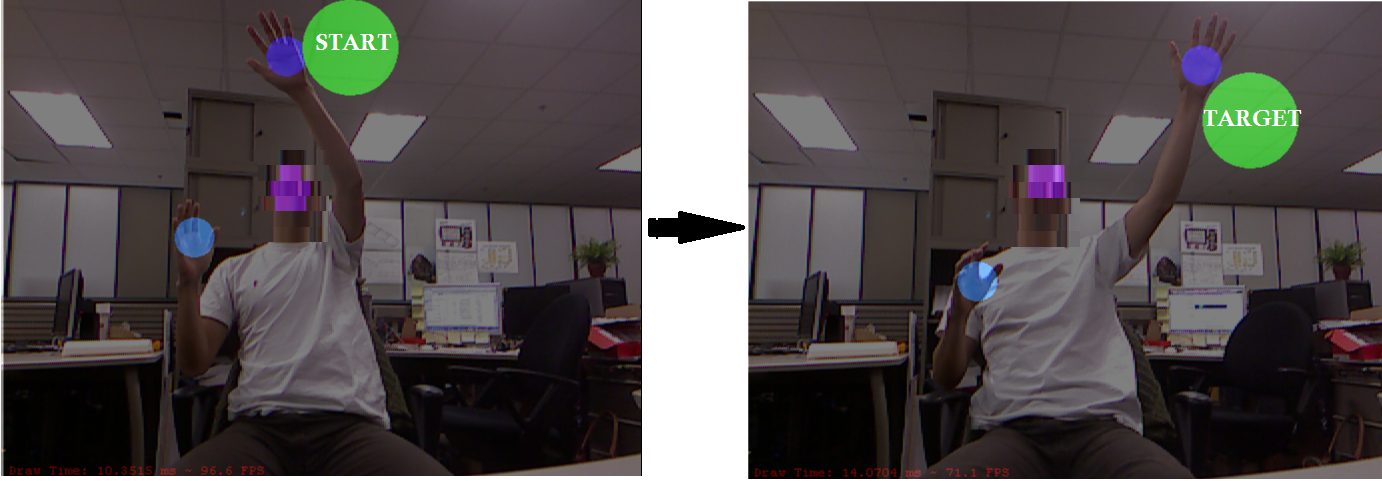 START
TARGET
Draw Time: 10.3515 ms ~ 96.6 FPS
Draw Time: 14.0704 ms ~ 71.1 FPS